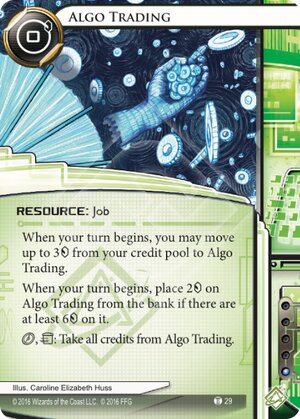 0
ALGO TRADING
RESOURCE: Job
When your turn begins, you may move
up to 3 from your credit pool to Algo
Trading.
When your turn begins, place 2 on
Algo Trading from the bank if there are
at least 6 on it.
, : Take all credits from Algo Trading.
Illus. Caroline Elizabeth Huss
© 2016 Wizards of the Coast LLC. © 2016 FFG
29